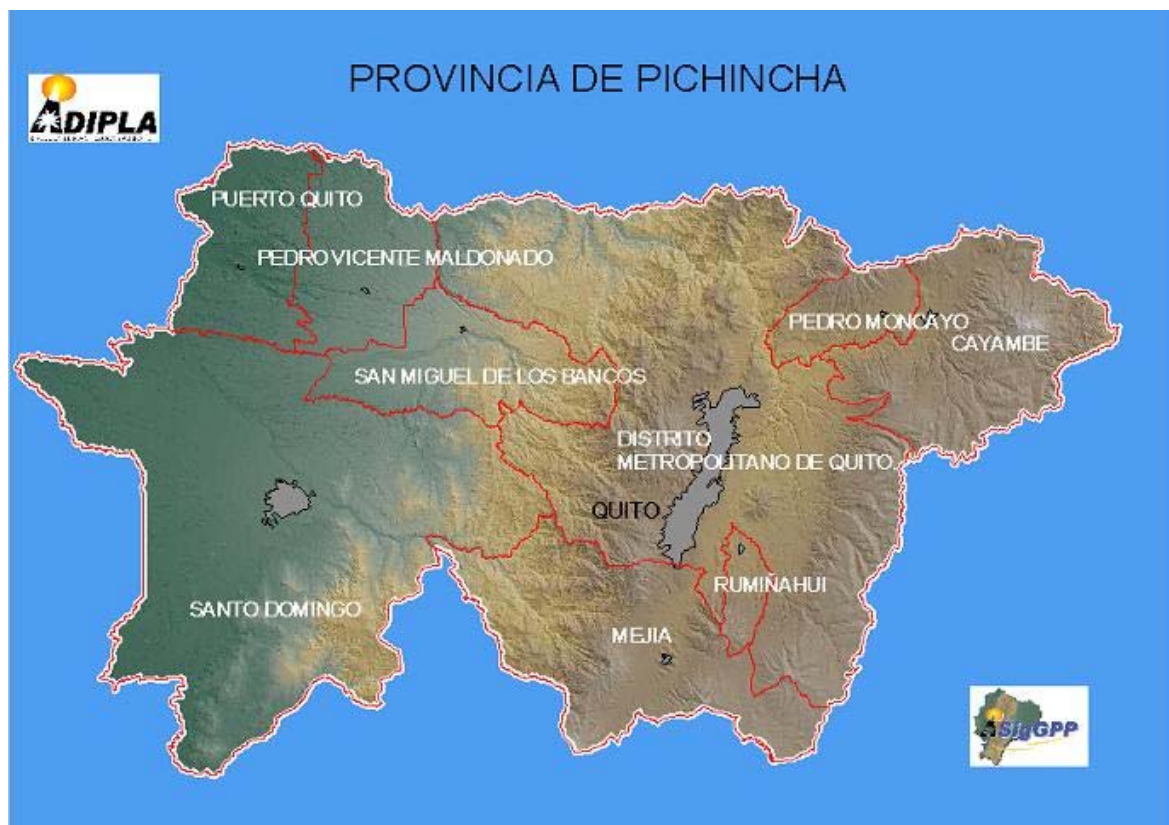 PROVINCIA DE PICHINCHA
ADIPLA
PUERTO QUITO
PEDRO VICENTE MALDONADO
PEDRO MONCAYO
CAYAMBE
SAN MIGUEL DE LOS BANCOS
DISTRITO
METROPOLITANO DE QUITO.
QUITO
RUMIÑAHUI
SANTO DOMINGO
MEJIA
SigGPP